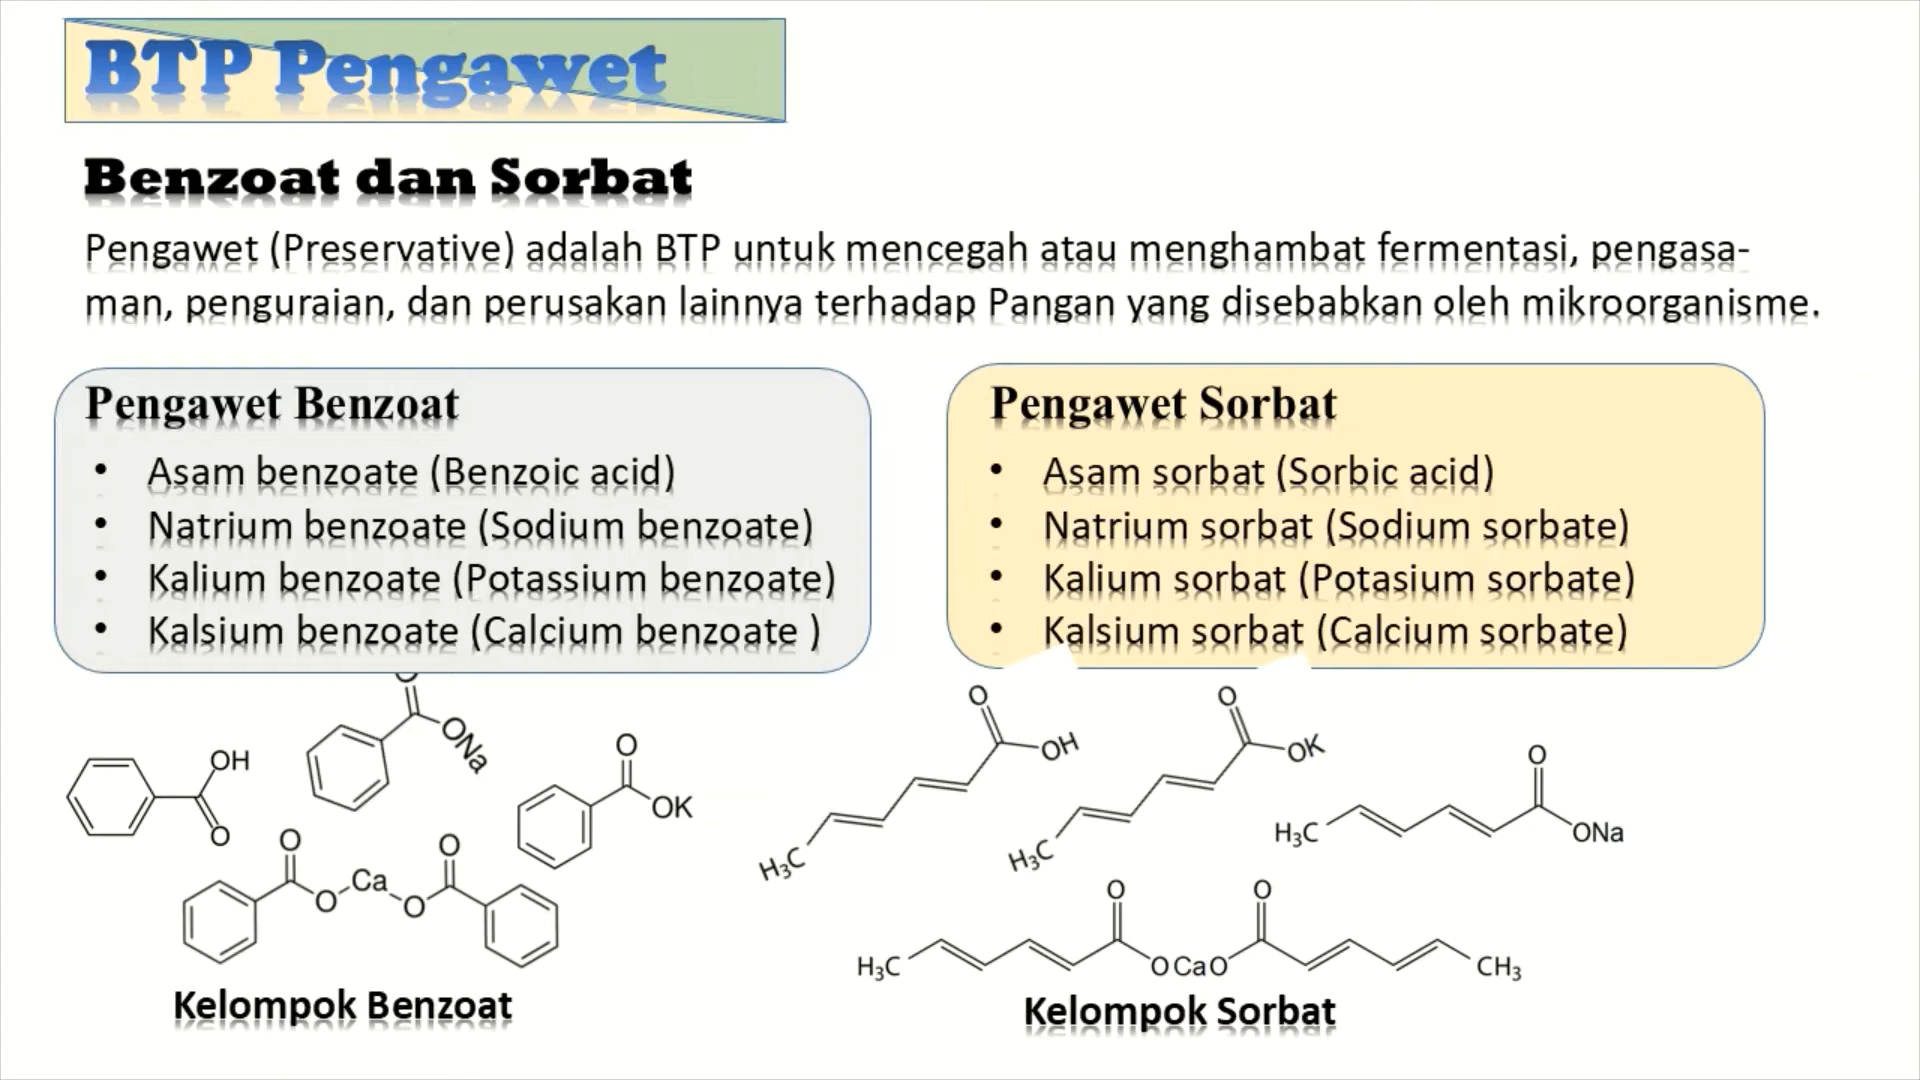 BTP Pengawet
Benzoat dan Sorbat
Pengawet (Preservative) adalah BTP untuk mencegah atau menghambat fermentasi, pengasa-
man, penguraian, dan perusakan lainnya terhadap Pangan yang disebabkan oleh mikroorganisme.
Pengawet Benzoat
• Asam benzoate (Benzoic acid)
• Natrium benzoate (Sodium benzoate)
• Kalium benzoate (Potassium benzoate)
• Kalsium benzoate (Calcium benzoate )
Pengawet Sorbat
• Asam sorbat (Sorbic acid)
• Natrium sorbat (Sodium sorbate)
• Kalium sorbat (Potasium sorbate)
• Kalsium sorbat (Calcium sorbate)
OH
O
O
ONa
O
OK
O
O
Ca
O
O
Kelompok Benzoat
O
OH
H₃C
O
OK
H₃C
O
H₃C
ONa
O
O
H₃C
O Ca O
CH₃
Kelompok Sorbat